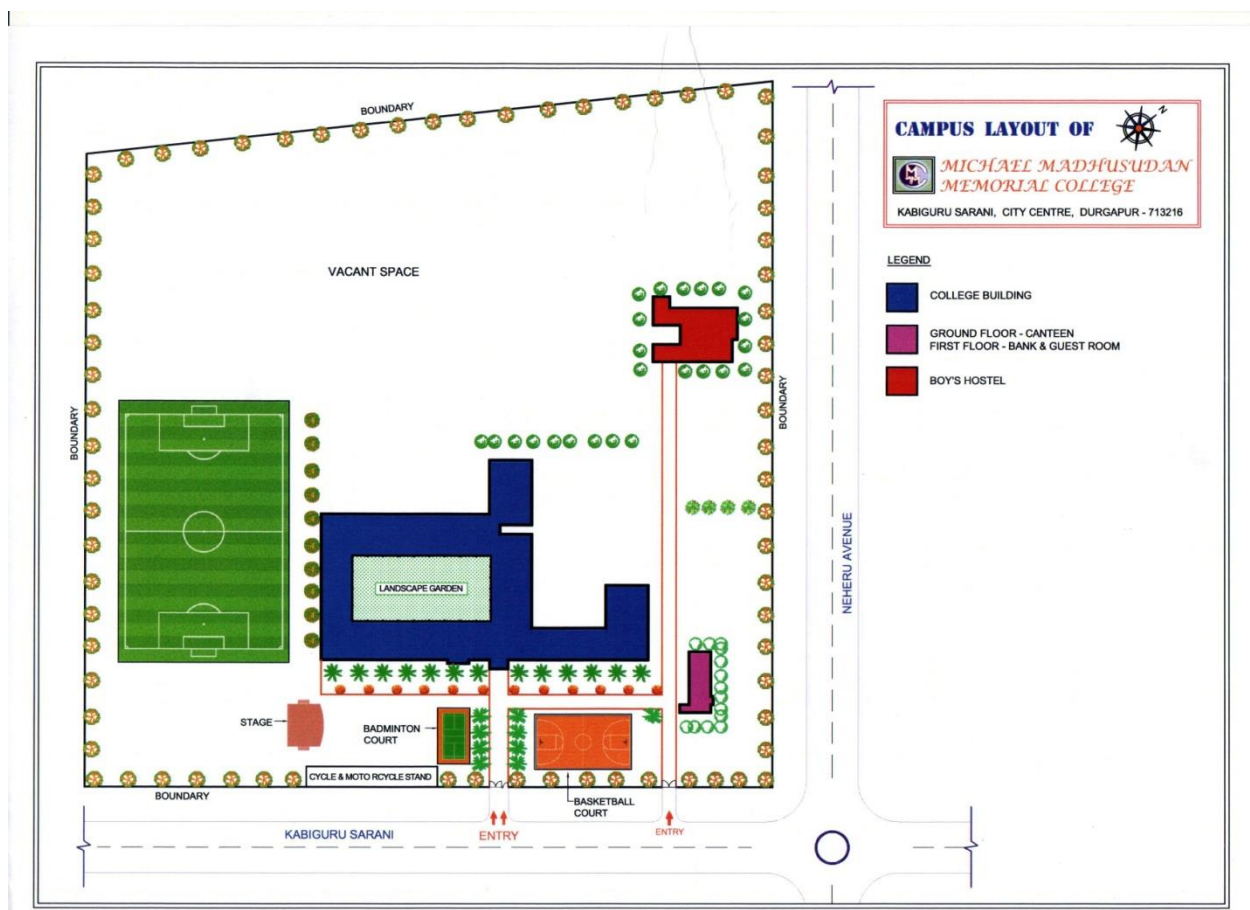 BOUNDARY
CAMPUS LAYOUT OF
N
MICHAEL MADHUSUDAN
MEMORIAL COLLEGE
KABIGURU SARANI, CITY CENTRE, DURGAPUR - 713216
VACANT SPACE
LEGEND
COLLEGE BUILDING
GROUND FLOOR - CANTEEN
FIRST FLOOR - BANK & GUEST ROOM
BOY'S HOSTEL
BOUNDARY
BOUNDARY
NEHERU AVENUE
LANDSCAPE GARDEN
STAGE
BADMINTON
COURT
CYCLE & MOTO RCYCLE STAND
BOUNDARY
BASKETBALL
COURT
KABIGURU SARANI
ENTRY
ENTRY